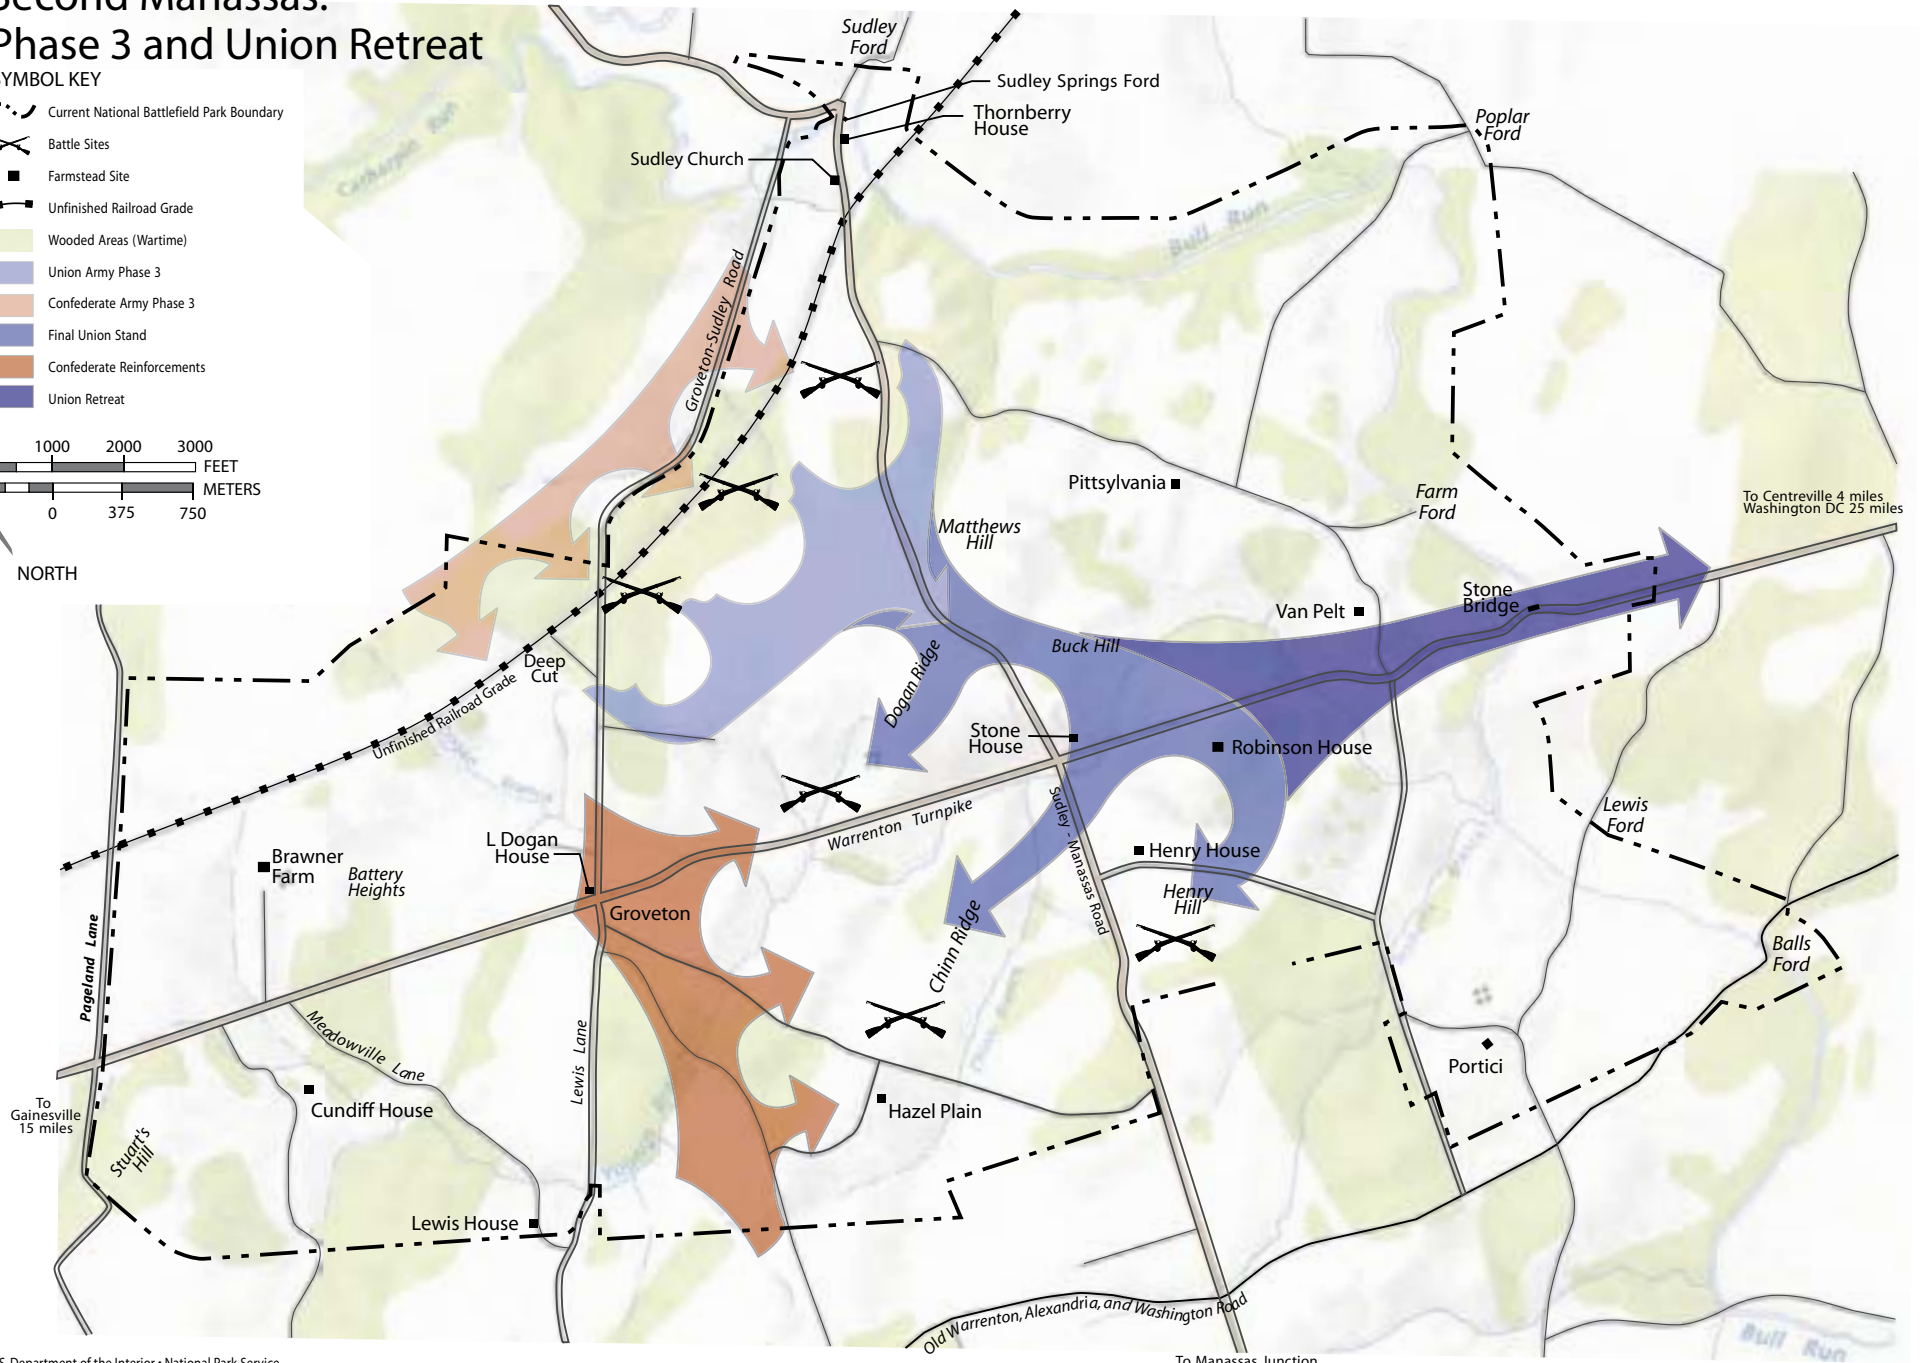 Second Manassas:
Phase 3 and Union Retreat
SYMBOL KEY
Current National Battlefield Park Boundary
Battle Sites
Farmstead Site
Unfinished Railroad Grade
Wooded Areas (Wartime)
Union Army Phase 3
Confederate Army Phase 3
Final Union Stand
Confederate Reinforcements
Union Retreat
1000 2000 3000
FEET
METERS
0 375 750
NORTH
Sudley
Ford
Sudley Springs Ford
Thornberry
House
Sudley Church
Poplar
Ford
Catharpin Run
Bull Run
Groveton-Sudley Road
Pittsylvania
Farm
Ford
To Centreville 4 miles
Washington DC 25 miles
Matthews
Hill
Stone
Bridge
Van Pelt
Buck Hill
Deep
Cut
Unfinished Railroad Grade
Dogan Ridge
Stone
House
Robinson House
Lewis
Ford
Warrenton Turnpike
Sudley - Manassas Road
L Dogan
House
Brawner
Farm
Battery
Heights
Groveton
Henry House
Henry
Hill
Chinn Ridge
Balls
Ford
Pageland Lane
Meadowville Lane
Lewis Lane
Portici
To
Gainesville
15 miles
Cundiff House
Hazel Plain
Stuart's
Hill
Lewis House
Old Warrenton, Alexandria, and Washington Road
Bull Run
U.S. Department of the Interior • National Park Service
To Manassas Junction